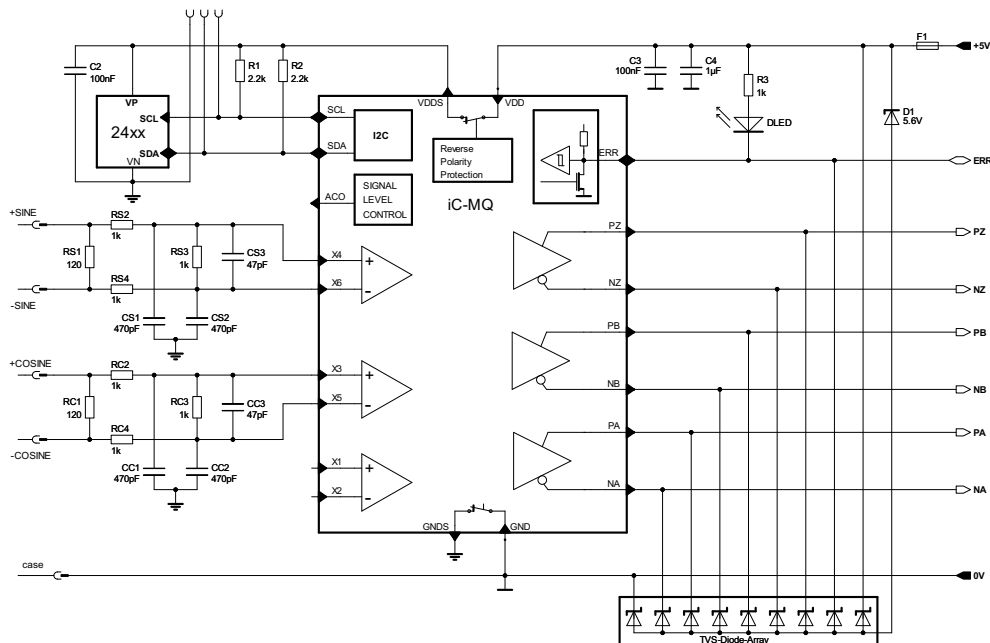 F1
+5V
C2
100nF
R1
2.2k
R2
2.2k
C3
100nF
C4
1µF
R3
1k
DLED
D1
5.6V
VP
SCL
24xx
SDA
VN
VDDS
VDD
SCL
I2C
SDA
Reverse
Polarity
Protection
ERR
ERR
ACO
SIGNAL
LEVEL
CONTROL
iC-MQ
+SINE
RS2
1k
RS1
120
RS3
1k
CS3
47pF
RS4
1k
-SINE
CS1
470pF
CS2
470pF
X4
+
X6
-
PZ
PZ
NZ
NZ
+COSINE
RC2
1k
RC1
120
RC3
1k
CC3
47pF
RC4
1k
-COSINE
CC1
470pF
CC2
470pF
X3
+
X5
-
PB
PB
NB
NB
X1
+
X2
-
PA
PA
NA
NA
GNDS
GND
case
0V
TVS-Diode-Array